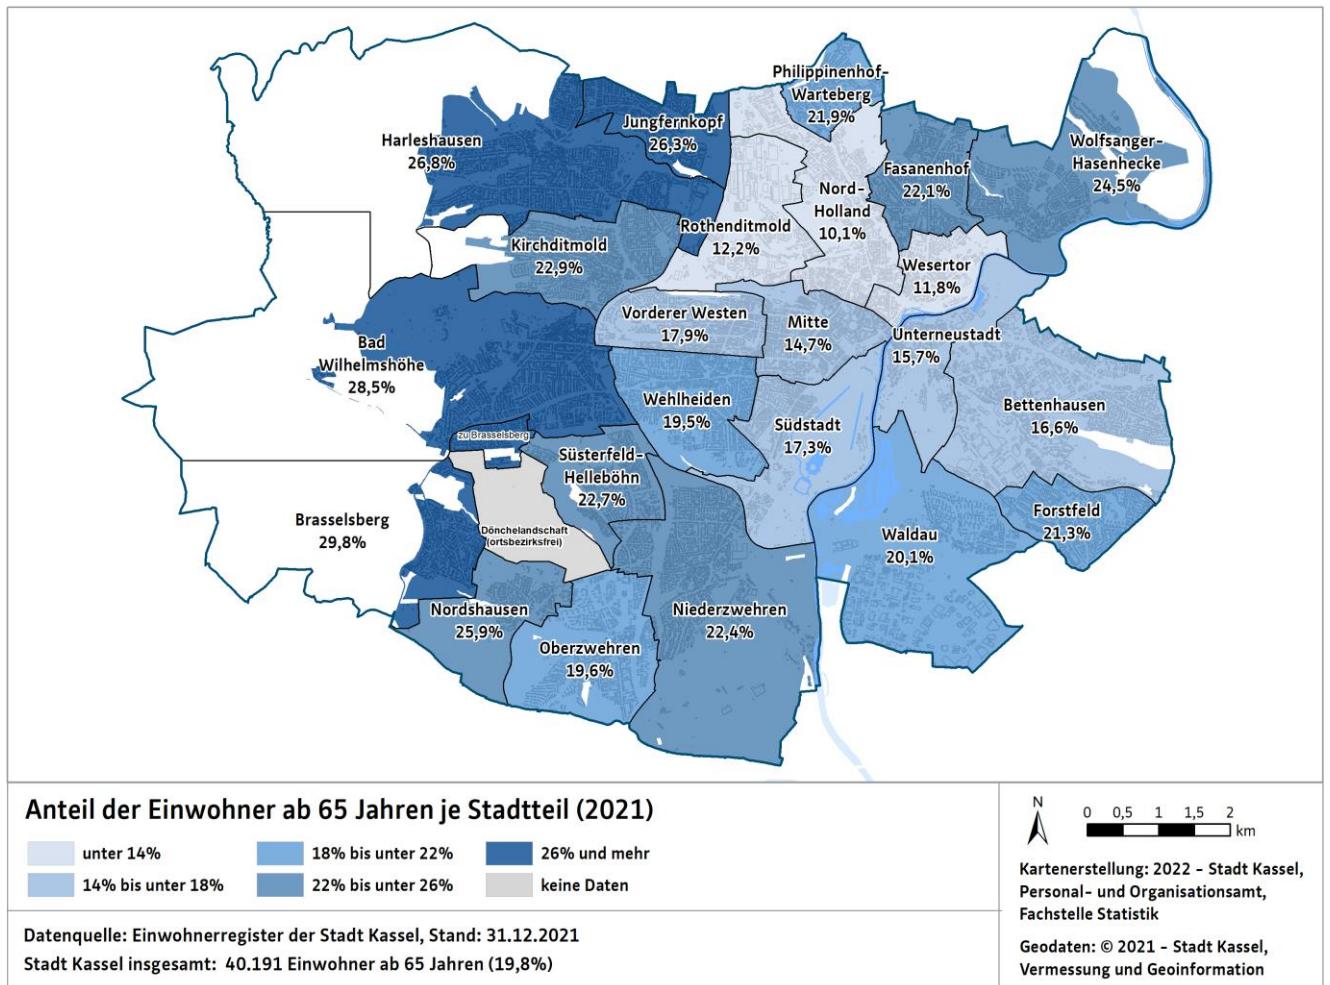 Philippinenhof-
Warteberg
21,9%
Jungfernkopf
26,3%
Harleshausen
26,8%
Wolfsanger-
Hasenhecke
24,5%
Fasanenhof
22,1%
Nord-
Holland
10,1%
Rothenditmold
12,2%
Kirchditmold
22,9%
Wesertor
11,8%
Vorderer Westen
17,9%
Mitte
14,7%
Unterneustadt
15,7%
Bad
Wilhelmshöhe
28,5%
Wehlheiden
19,5%
Bettenhausen
16,6%
Südstadt
17,3%
zu Brasselsberg
Süsterfeld-
Helleböhn
22,7%
Brasselsberg
29,8%
Dönchelandschaft
(ortsbezirksfrei)
Forstfeld
21,3%
Waldau
20,1%
Nordshausen
25,9%
Niederzwehren
22,4%
Oberzwehren
19,6%
Anteil der Einwohner ab 65 Jahren je Stadtteil (2021)
unter 14%
14% bis unter 18%
18% bis unter 22%
22% bis unter 26%
26% und mehr
keine Daten
Datenquelle: Einwohnerregister der Stadt Kassel, Stand: 31.12.2021
Stadt Kassel insgesamt: 40.191 Einwohner ab 65 Jahren (19,8%)
N
0 0,5 1 1,5 2
km
Kartenerstellung: 2022 - Stadt Kassel,
Personal- und Organisationsamt,
Fachstelle Statistik
Geodaten: © 2021 - Stadt Kassel,
Vermessung und Geoinformation